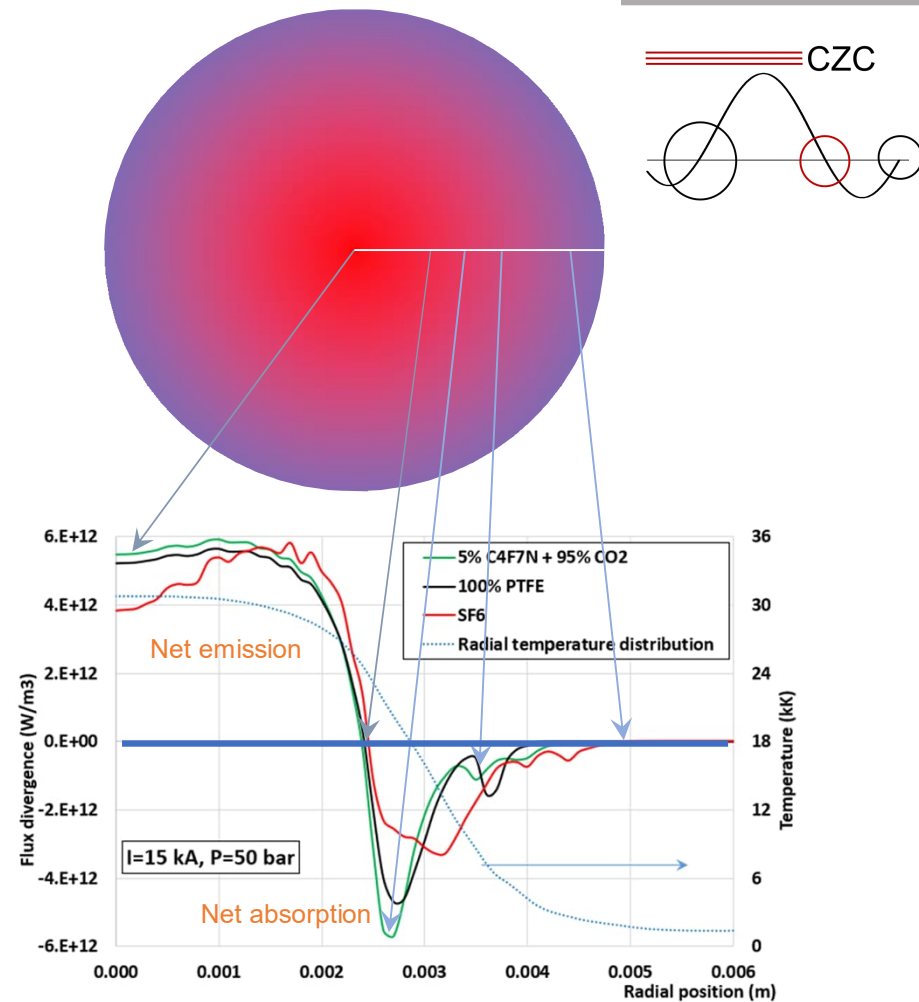 CZC
6.E+12
4.E+12
2.E+12
0.E+00
-2.E+12
-4.E+12
-6.E+12
Flux divergence (W/m3)
36
30
24
18
12
6
0
Temperature (kK)
5% C4F7N + 95% CO2
100% PTFE
SF6
Radial temperature distribution
Net emission
I=15 kA, P=50 bar
Net absorption
0.000 0.001 0.002 0.003 0.004 0.005 0.006
Radial position (m)